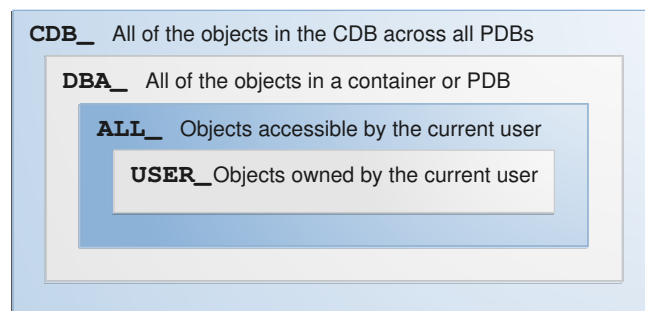 CDB_ All of the objects in the CDB across all PDBs
DBA_ All of the objects in a container or PDB
ALL_ Objects accessible by the current user
USER_Objects owned by the current user